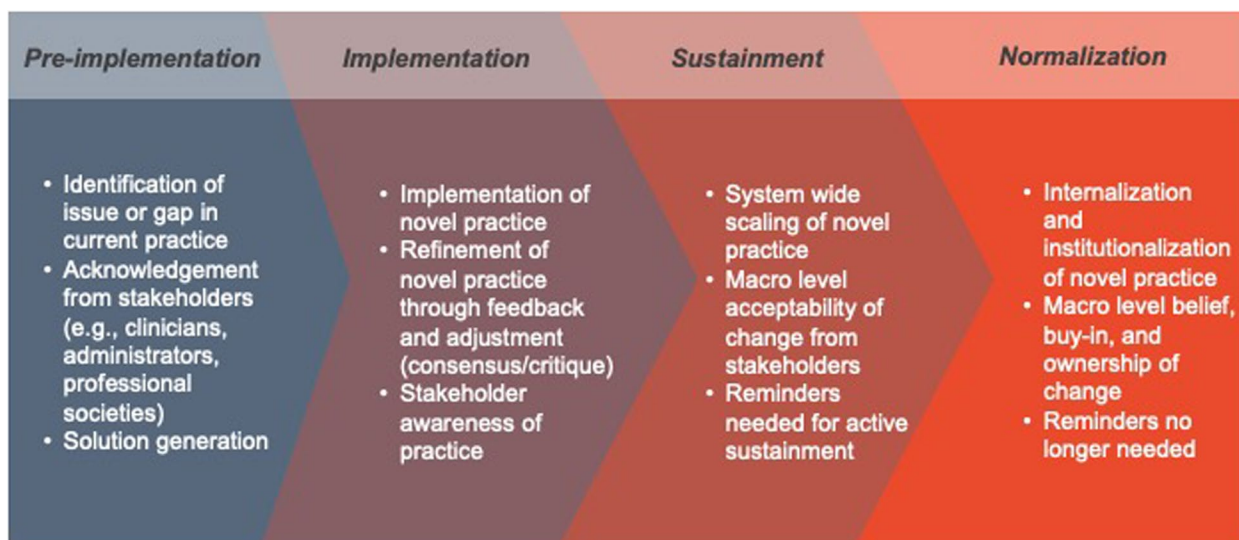 Pre-implementation
Implementation
Sustainment
Normalization
• Identification of
issue or gap in
current practice
• Acknowledgement
from stakeholders
(e.g., clinicians,
administrators,
professional
societies)
• Solution generation
• Implementation of
novel practice
• Refinement of
novel practice
through feedback
and adjustment
(consensus/critique)
• Stakeholder
awareness of
practice
• System wide
scaling of novel
practice
• Macro level
acceptability of
change from
stakeholders
• Reminders
needed for active
sustainment
• Internalization
and
institutionalization
of novel practice
• Macro level belief,
buy-in, and
ownership of
change
• Reminders no
longer needed